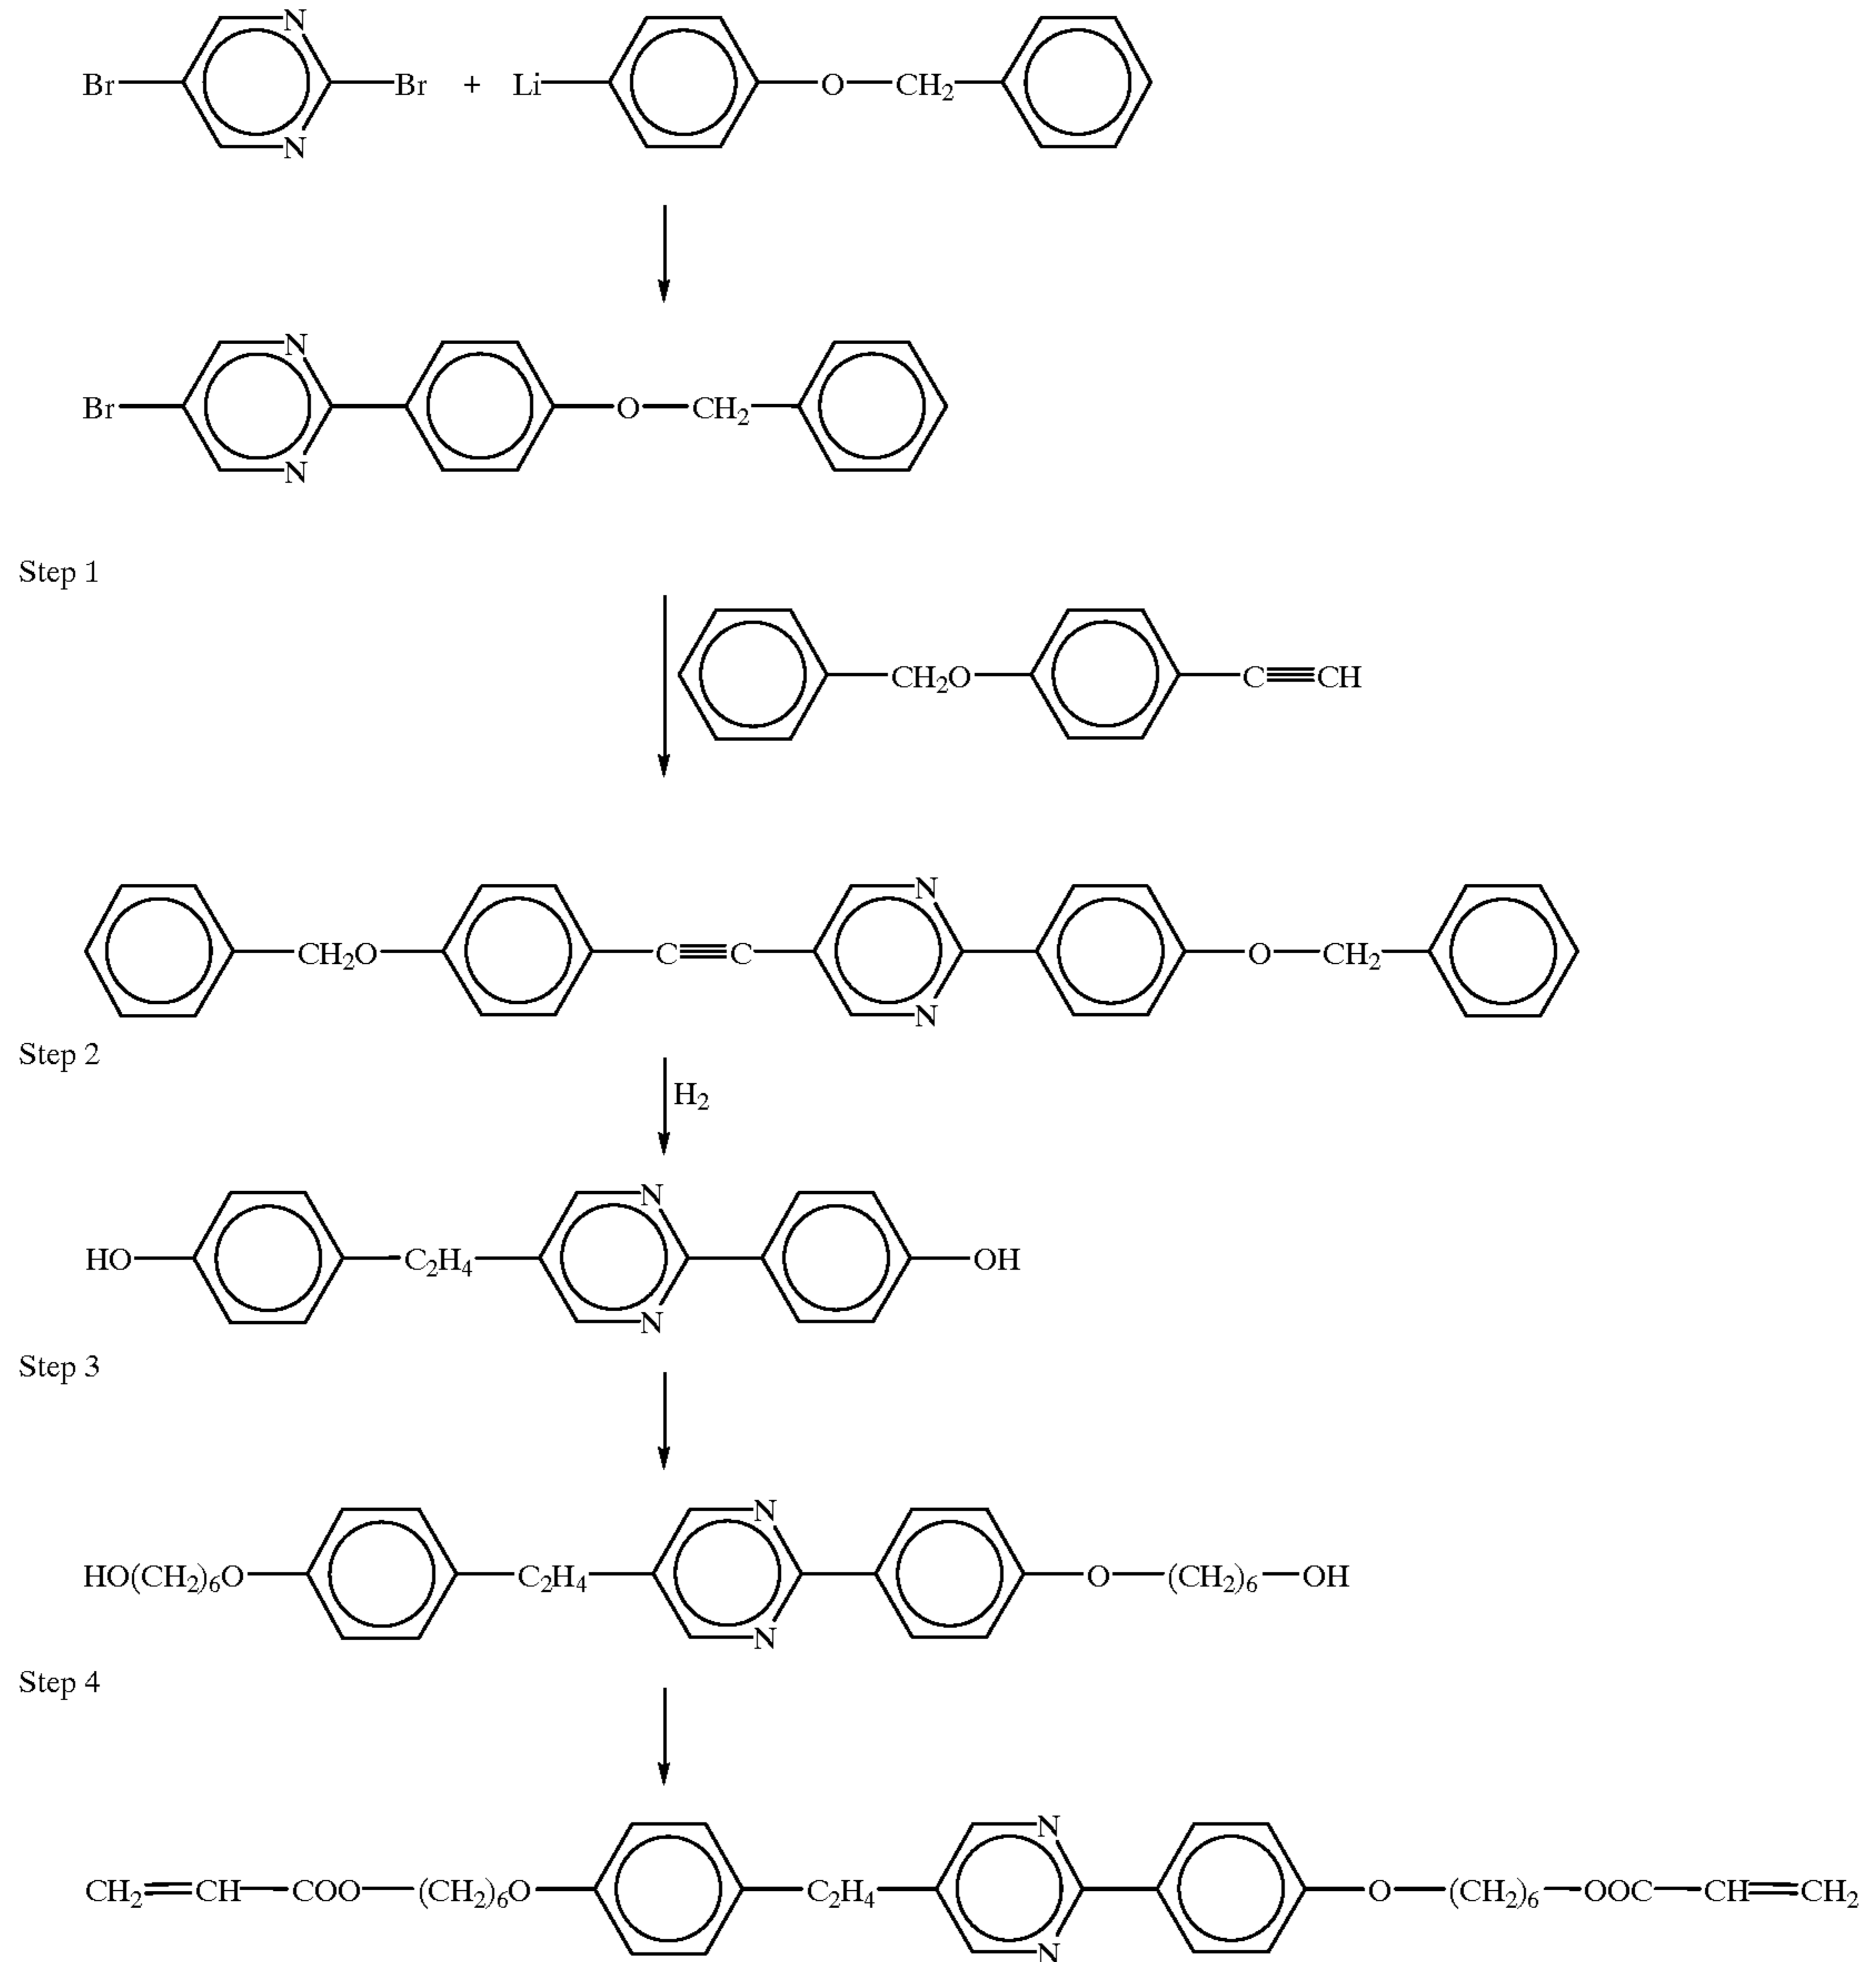 N
Br Br + Li O CH₂
N
N
Br O CH₂
N
Step 1
CH₂O C≡CH
N
CH₂O C≡C O CH₂
N
Step 2
H₂
N
HO C₂H₄ OH
N
Step 3
N
HO(CH₂)₆O C₂H₄ O (CH₂)₆ OH
N
Step 4
N
CH₂=CH COO (CH₂)₆O C₂H₄ O (CH₂)₆ OOC CH=CH₂
N